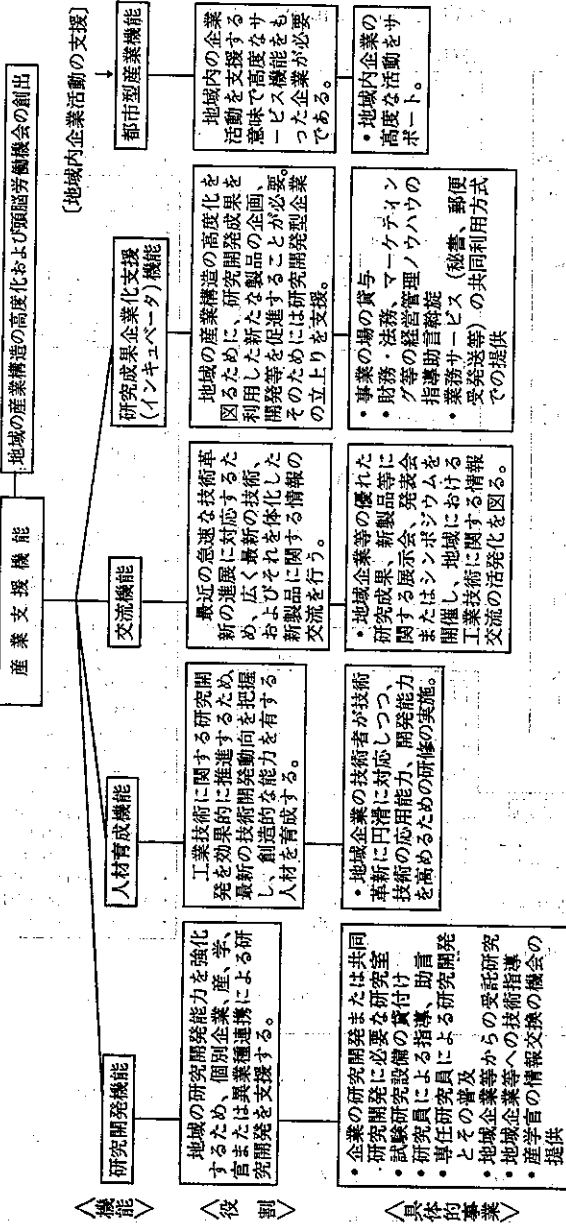 産業支援機能
地域の産業構造の高度化および頭脳労働機会の創出
〔地域内企業活動の支援〕
〈機能〉
研究開発機能
人材育成機能
交流機能
研究成果企業化支援
(インキュベータ)機能
都市型産業機能
〈役割〉
地域の研究開発能力を強化
するため、個別企業、産、学、
官または異業種連携による研
究開発を支援する。
工業技術に関する研究開
発を効果的に推進するため、
最新の技術開発動向を把握
し、創造的な能力を有する
人材を育成する。
最近の急速な技術革
新の進展に対応するた
め、広く最新の技術、
およびそれを体化した
新製品に関する情報の
交流を行う。
地域の産業構造の高度化を
図るために、研究開発成果を
利用した新たな製品の企画、
開発等を促進することが必要。
そのためには研究開発型企業
の立上りを支援。
地域内の企業
活動を支援する
意味で高度なサ
ービス機能をも
った企業が必要
である。
〈具体的事業〉
・企業の研究開発または共同
研究開発に必要な研究室
・試験研究設備の貸付け
・研究員による指導、助言
・専任研究員による研究開発
とその普及
・地域企業等からの受託研究
・地域企業等への技術指導
・産学官の情報交換の機会の
提供
・地域企業の技術者が技術
革新に円滑に対応しつつ、
技術の応用能力、開発能力
を高めるための研修の実施。
・地域企業等の優れた
研究成果、新製品等に
関する展示会、発表会
またはシンポジウムを
開催し、地域における
工業技術に関する情報
交流の活発化を図る。
・事業の場の貸与
・財務・法務、マーケティン
グ等の経営管理ノウハウの
指導助言斡旋
・業務サービス(秘書、郵便
受発送等)の共同利用方式
での提供
・地域内企業の
高度な活動をサ
ポート。